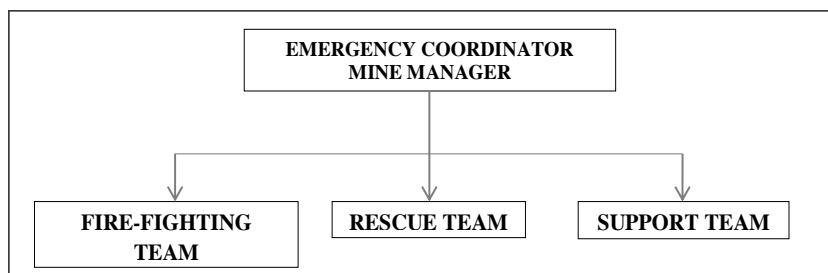 EMERGENCY COORDINATOR
MINE MANAGER
FIRE-FIGHTING
TEAM
RESCUE TEAM
SUPPORT TEAM